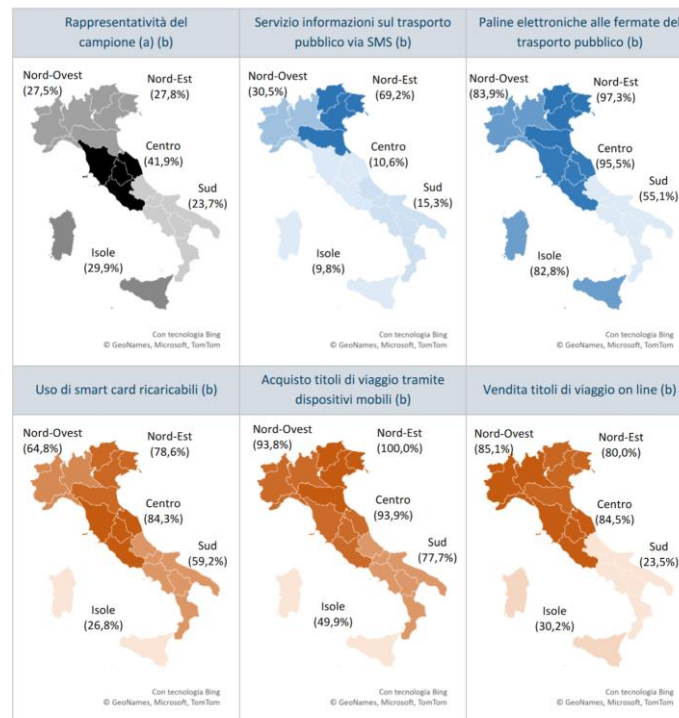 Rappresentatività del
campione (a) (b)
Servizio informazioni sul trasporto
pubblico via SMS (b)
Paline elettroniche alle fermate del
trasporto pubblico (b)
Nord-Ovest
(27,5%)
Nord-Est
(27,8%)
Centro
(41,9%)
Sud
(23,7%)
Isole
(29,9%)
Con tecnologia Bing
© GeoNames, Microsoft, TomTom
Nord-Ovest
(30,5%)
Nord-Est
(69,2%)
Centro
(10,6%)
Sud
(15,3%)
Isole
(9,8%)
Con tecnologia Bing
© GeoNames, Microsoft, TomTom
Nord-Ovest
(83,9%)
Nord-Est
(97,3%)
Centro
(95,5%)
Sud
(55,1%)
Isole
(82,8%)
Con tecnologia Bing
© GeoNames, Microsoft, TomTom
Uso di smart card ricaricabili (b)
Acquisto titoli di viaggio tramite
dispositivi mobili (b)
Vendita titoli di viaggio on line (b)
Nord-Ovest
(64,8%)
Nord-Est
(78,6%)
Centro
(84,3%)
Sud
(59,2%)
Isole
(26,8%)
Con tecnologia Bing
© GeoNames, Microsoft, TomTom
Nord-Ovest
(93,8%)
Nord-Est
(100,0%)
Centro
(93,9%)
Sud
(77,7%)
Isole
(49,9%)
Con tecnologia Bing
© GeoNames, Microsoft, TomTom
Nord-Ovest
(85,1%)
Nord-Est
(80,0%)
Centro
(84,5%)
Sud
(23,5%)
Isole
(30,2%)
Con tecnologia Bing
© GeoNames, Microsoft, TomTom